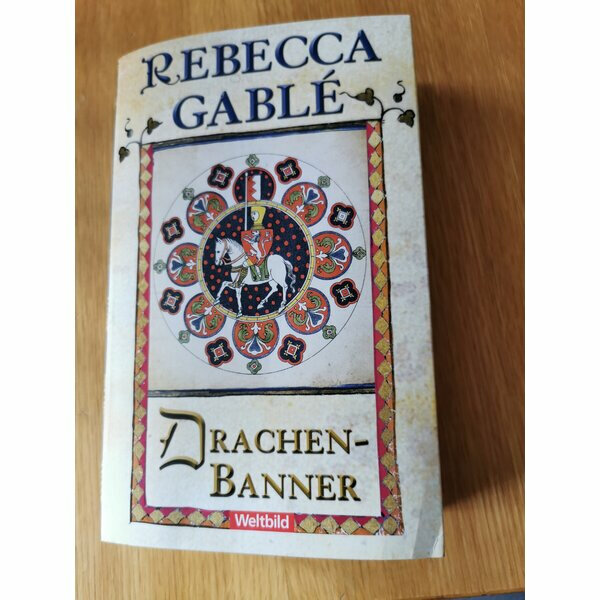 REBECCA
GABLÉ
DRACHEN-
BANNER
Weltbild